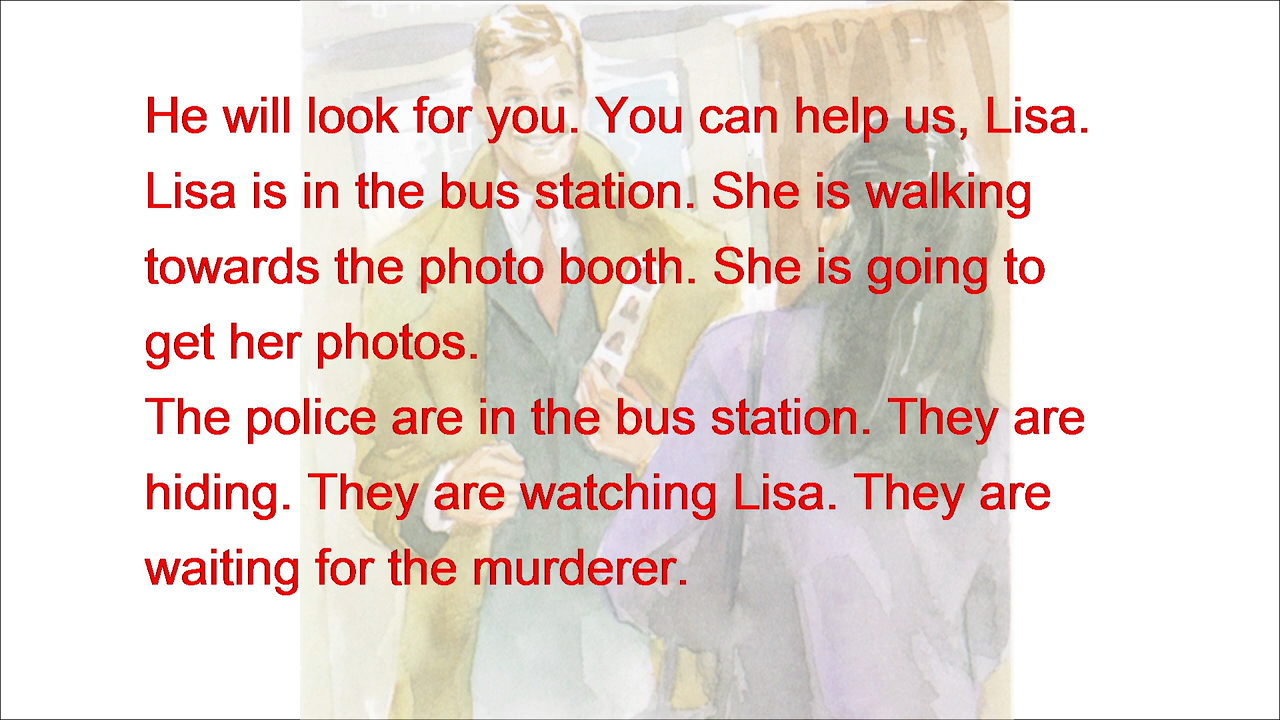 He will look for you. You can help us, Lisa.
Lisa is in the bus station. She is walking
towards the photo booth. She is going to
get her photos.
The police are in the bus station. They are
hiding. They are watching Lisa. They are
waiting for the murderer.